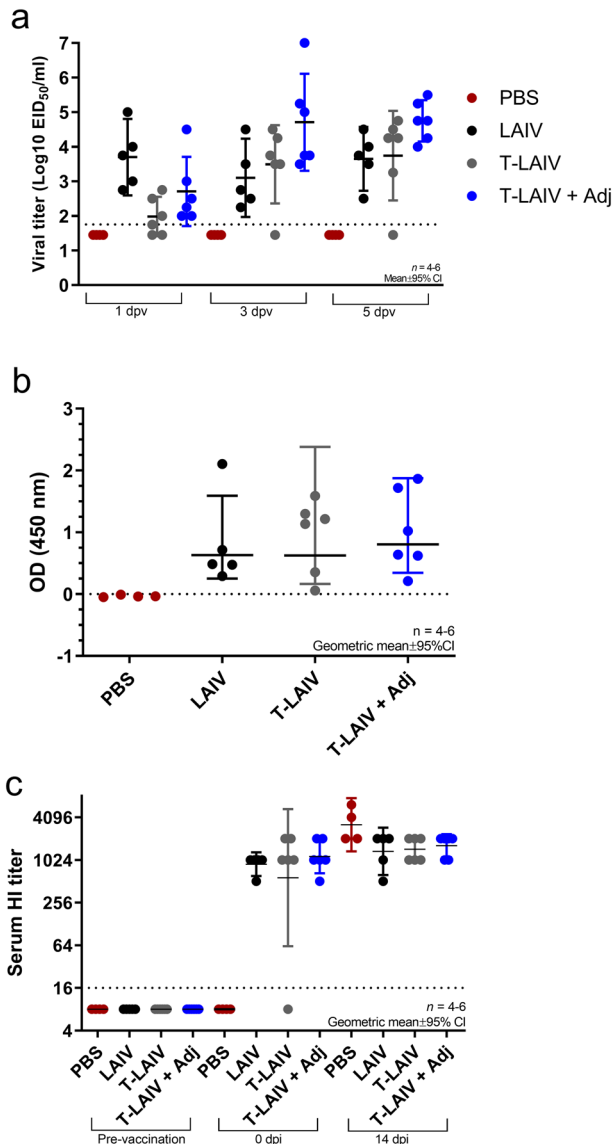 a
Viral titer (Log10 EID50/ml)
7
6
5
4
3
2
1
0
n = 4-6
Mean±95% CI
1 dpv
3 dpv
5 dpv
PBS
LAIV
T-LAIV
T-LAIV + Adj
b
OD (450 nm)
3
2
1
0
-1
n = 4-6
Geometric mean±95%CI
PBS
LAIV
T-LAIV
T-LAIV + Adj
c
Serum HI titer
4096
1024
256
64
16
4
n = 4-6
Geometric mean±95% CI
PBS
LAIV
T-LAIV
T-LAIV + Adj
PBS
LAIV
T-LAIV
T-LAIV + Adj
PBS
LAIV
T-LAIV
T-LAIV + Adj
Pre-vaccination
0 dpi
14 dpi